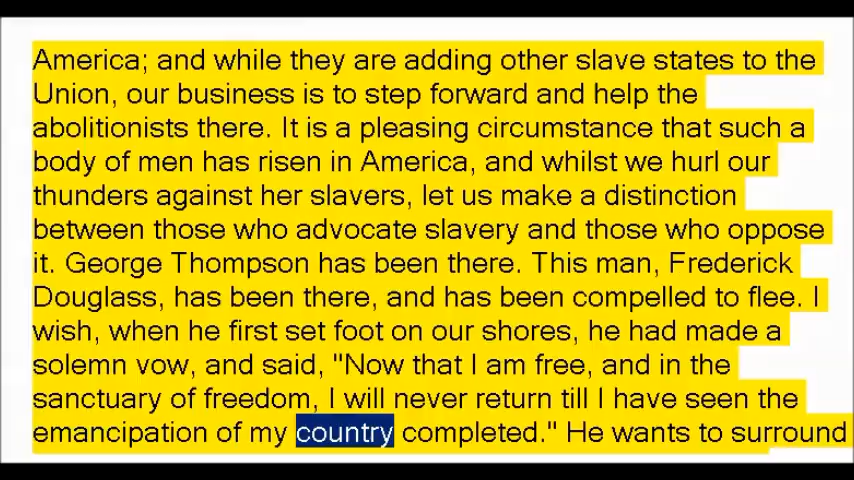 America; and while they are adding other slave states to the
Union, our business is to step forward and help the
abolitionists there. It is a pleasing circumstance that such a
body of men has risen in America, and whilst we hurl our
thunders against her slavers, let us make a distinction
between those who advocate slavery and those who oppose
it. George Thompson has been there. This man, Frederick
Douglass, has been there, and has been compelled to flee. I
wish, when he first set foot on our shores, he had made a
solemn vow, and said, "Now that I am free, and in the
sanctuary of freedom, I will never return till I have seen the
emancipation of my country completed." He wants to surround